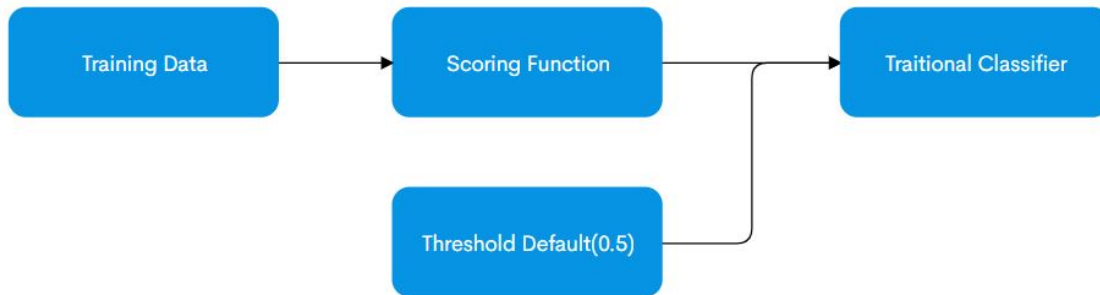 Training Data
Scoring Function
Traitional Classifier
Threshold Default(0.5)